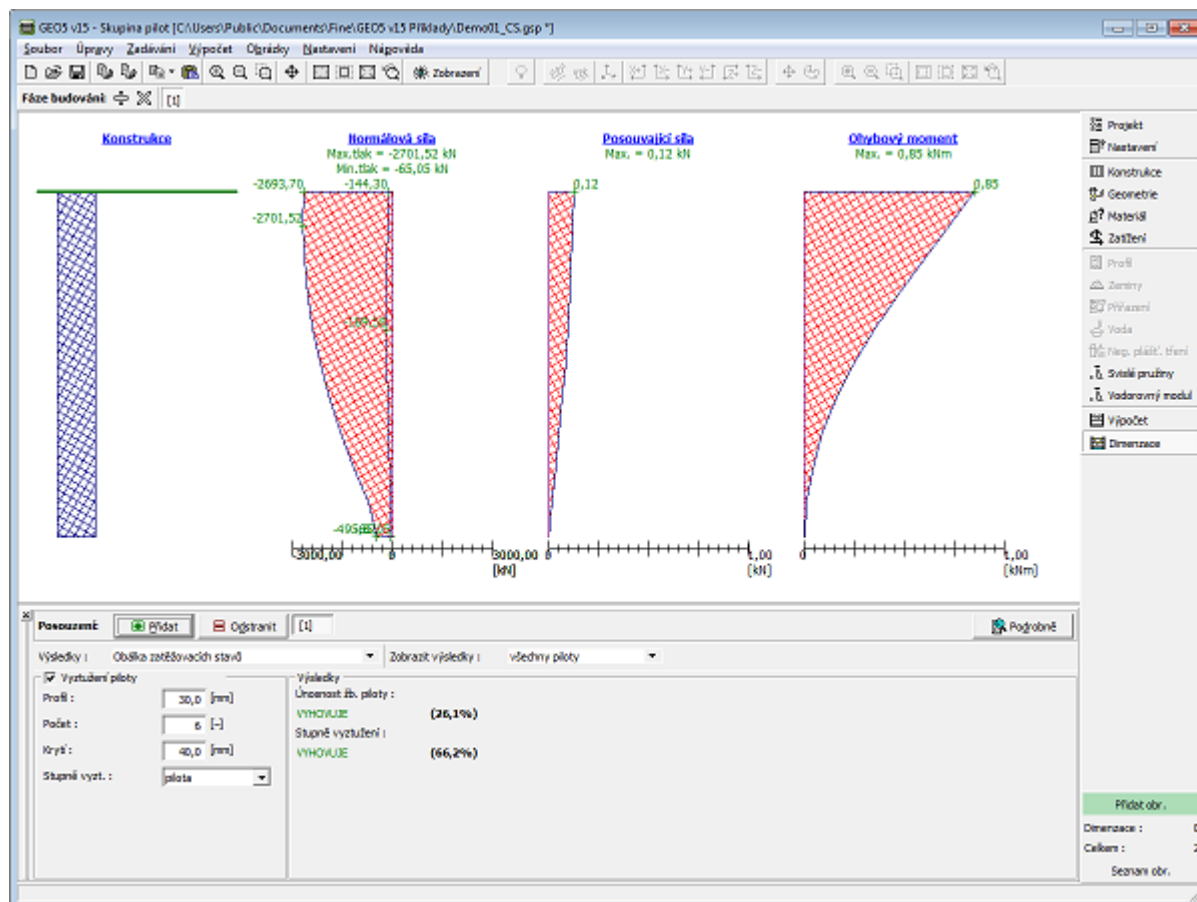 GEO5 v15 - Skupina pilot [C:\Users\Public\Documents\Fine\GEO5 v15 Příklady\Demo01_CS.gsp *]
Soubor Úpravy Zadávání Výpočet Obrázky Nastavení Nápověda
Zobrazení
Fáze budování: [1]
Konstrukce
Normálová síla
Max.tlak = -2701,52 kN
Min.tlak = -65,05 kN
Posouvající síla
Max. = 0,12 kN
Ohybový moment
Max. = 0,85 kNm
-2693,70
-144,30
0,12
0,85
-2701,52
3000,00 0 3000,00
[kN]
0 1,00
[kN]
0 1,00
[kNm]
Projekt
Nastavení
Konstrukce
Geometrie
Materiál
Zatížení
Profil
Zeminy
Přiřazení
Voda
Neg. plášť. tření
Svislé pružiny
Vodorovný modul
Výpočet
Dimenzace
Posouzení: Přidat Odstranit [1] Podrobně
Výsledky : Obálka zatěžovacích stavů Zobrazit výsledky : všechny piloty
Vyztužení piloty
Profil : 30,0 [mm]
Počet : 6 [-]
Krytí : 40,0 [mm]
Stupně vyzt. : pilota
Výsledky
Únosnost žb. piloty :
VYHOVUJE (26,1%)
Stupně vyztužení :
VYHOVUJE (66,2%)
Přidat obr.
Dimenzace :
Celkem :
Seznam obr.